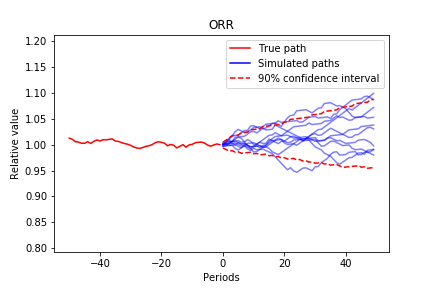 ORR
True path
Simulated paths
90% confidence interval
Relative value
1.20
1.15
1.10
1.05
1.00
0.95
0.90
0.85
0.80
−40 −20 0 20 40
Periods